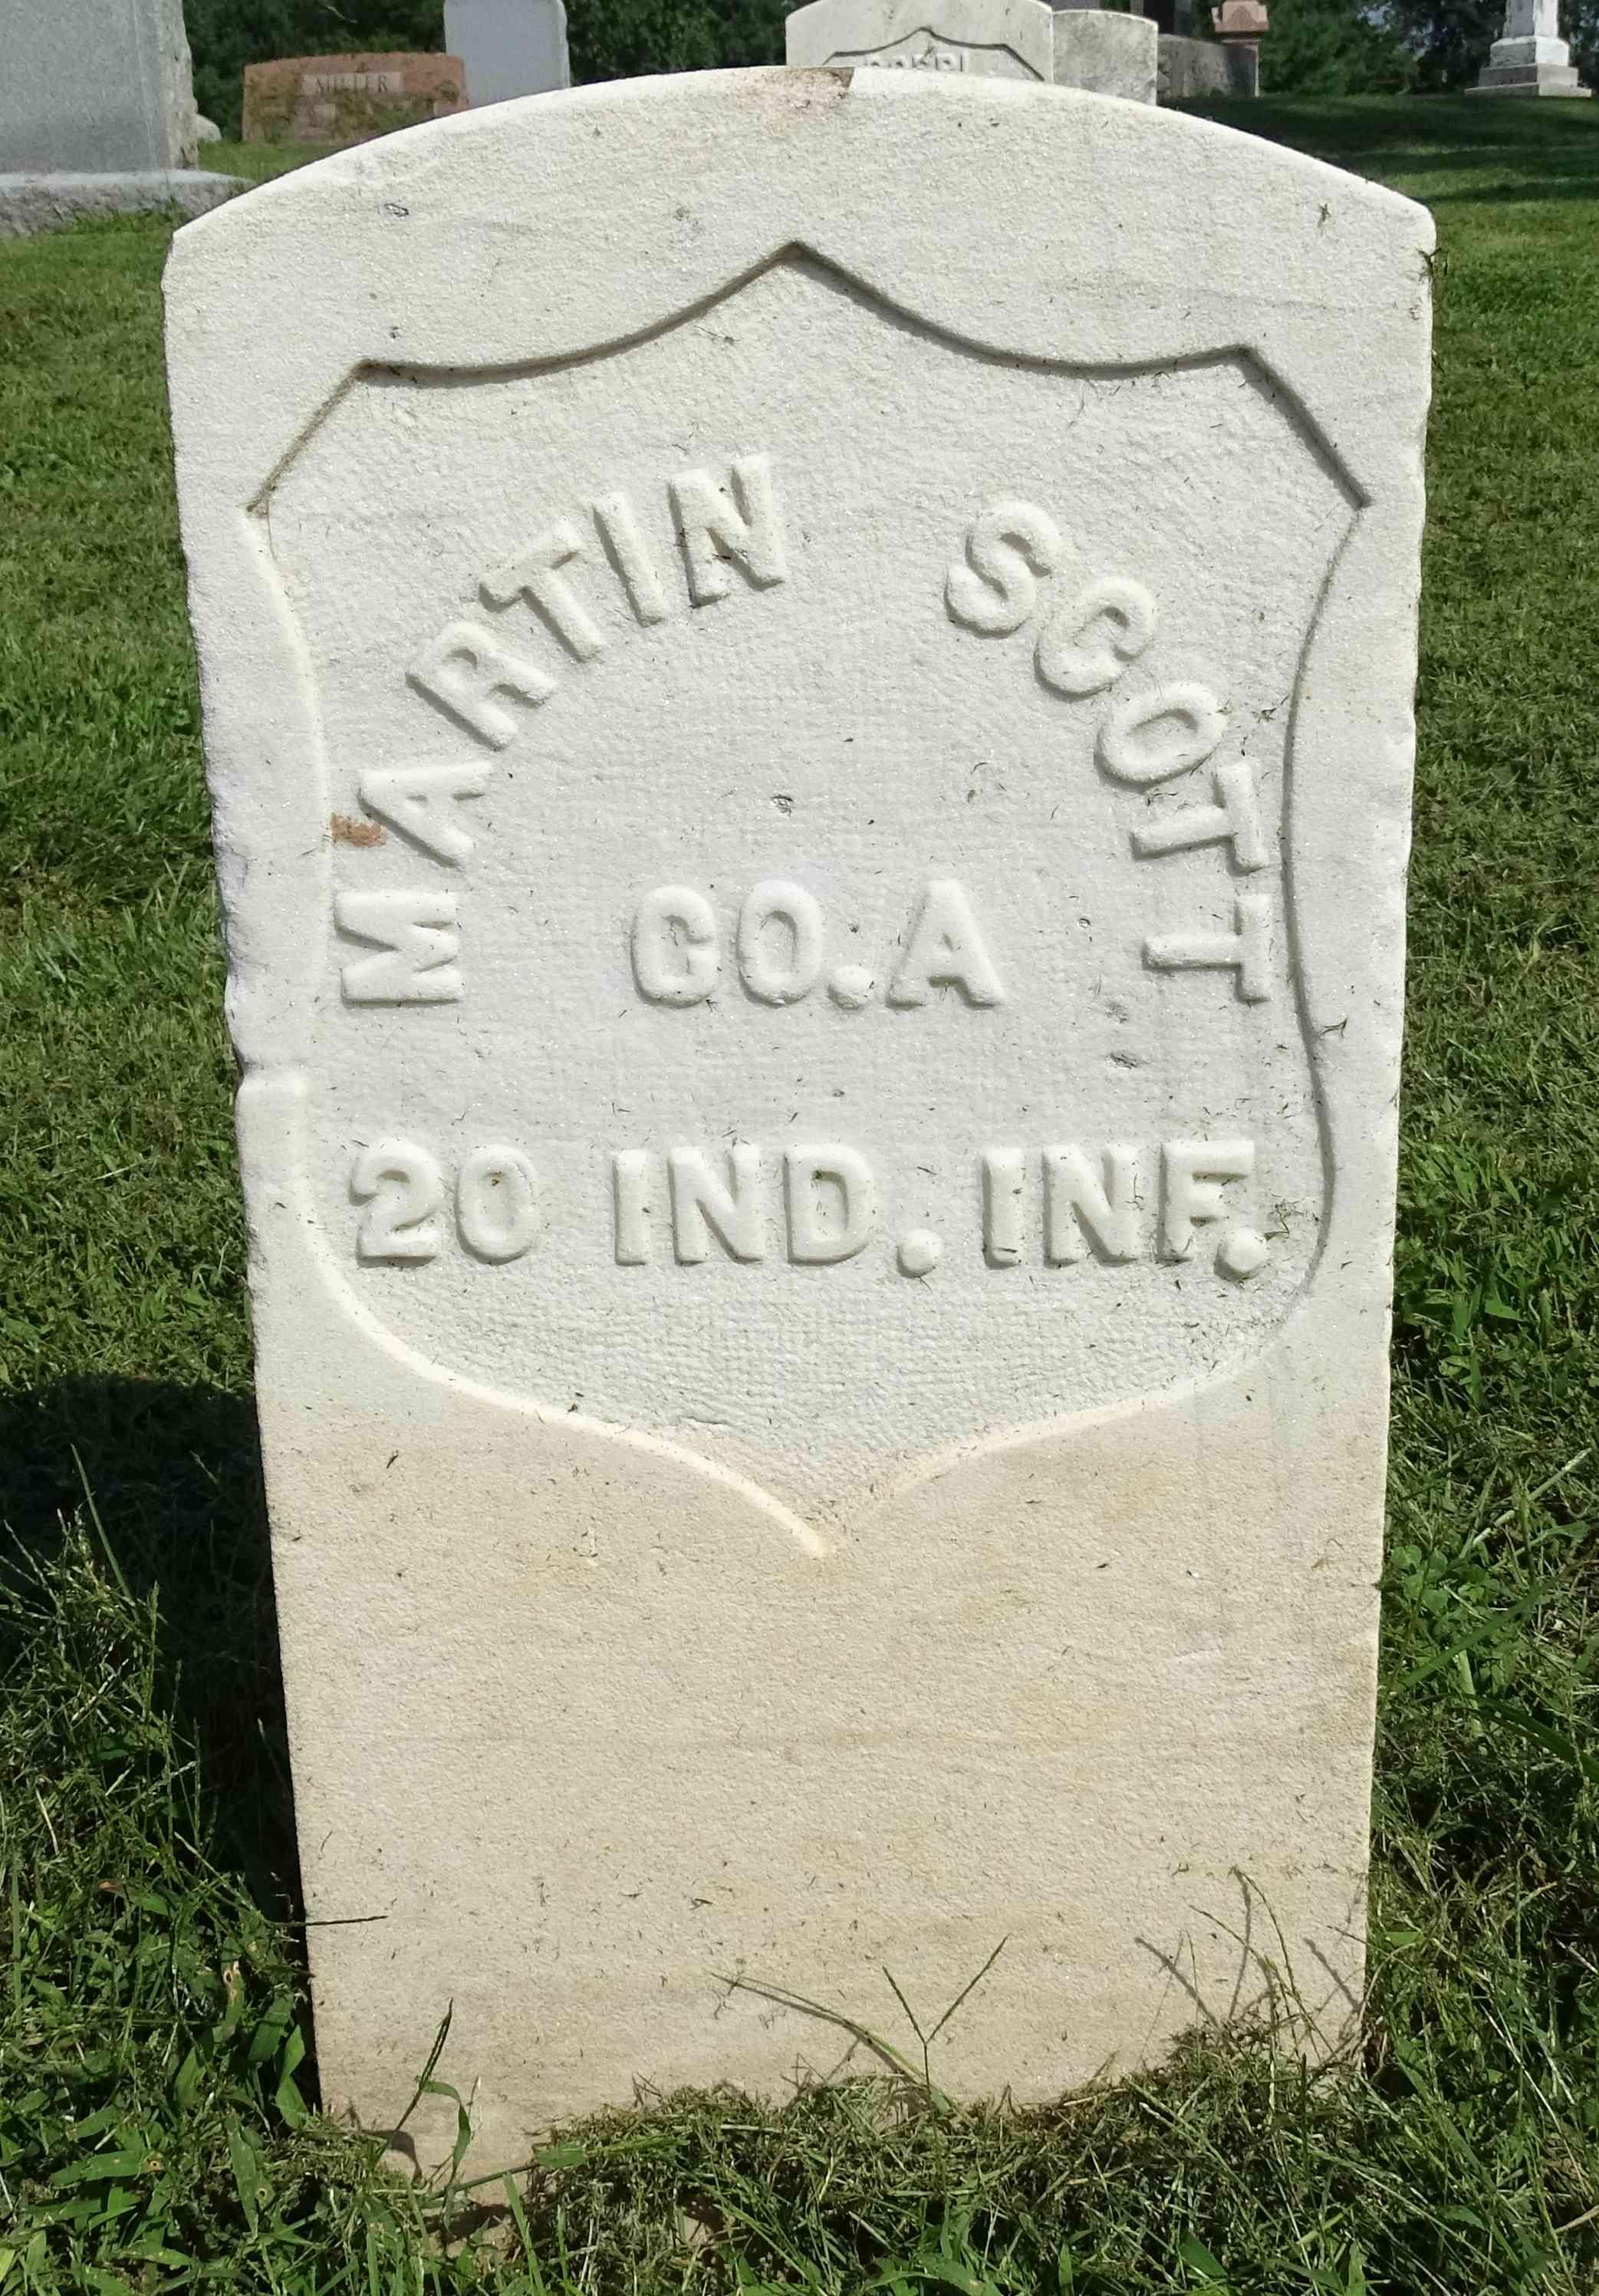 MARTIN SCOTT
CO. A
20 IND. INF.